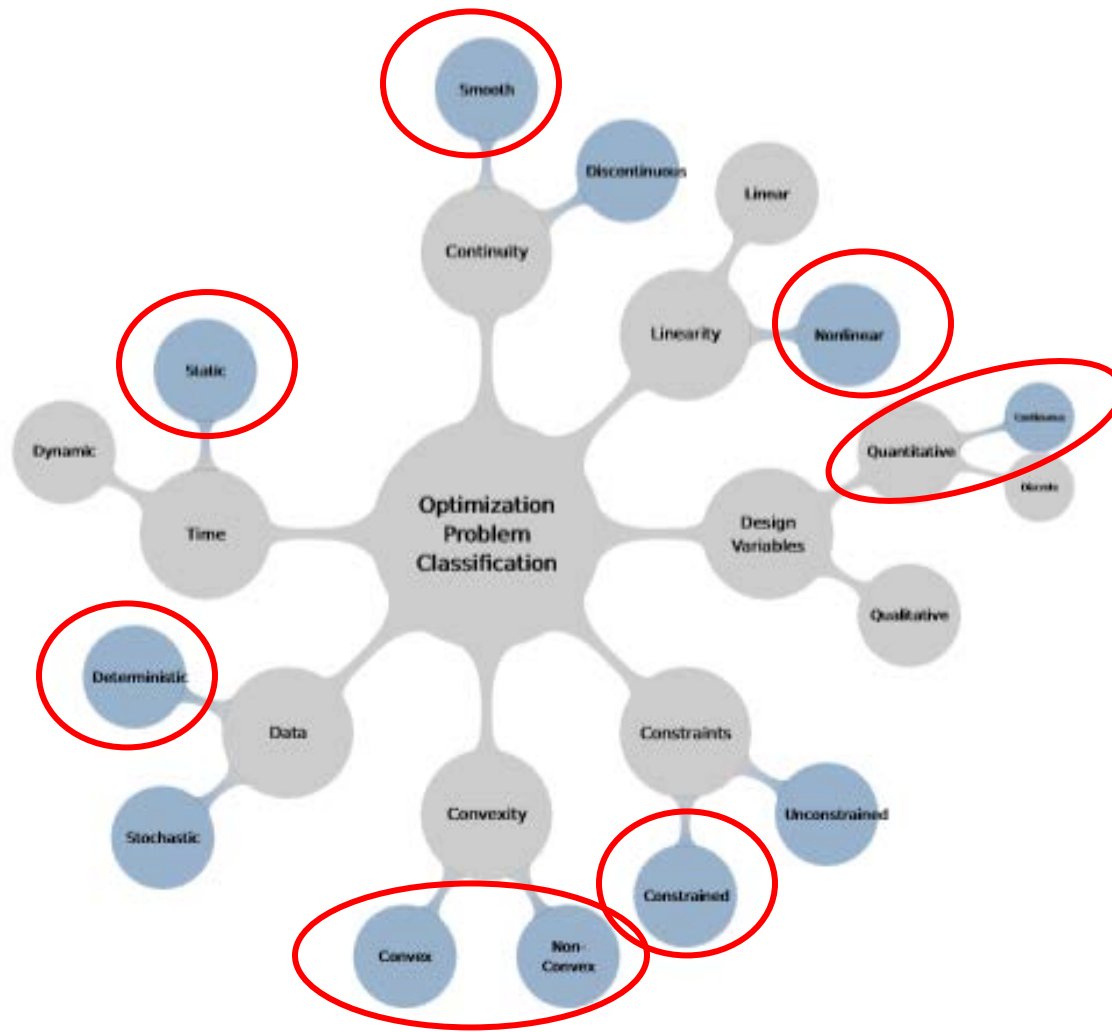 Smooth
Discontinuous
Continuity
Linear
Linearity
Nonlinear
Static
Dynamic
Time
Quantitative
Continuous
Discrete
Optimization
Problem
Classification
Design
Variables
Qualitative
Deterministic
Data
Stochastic
Constraints
Unconstrained
Constrained
Convexity
Convex
Non-
Convex